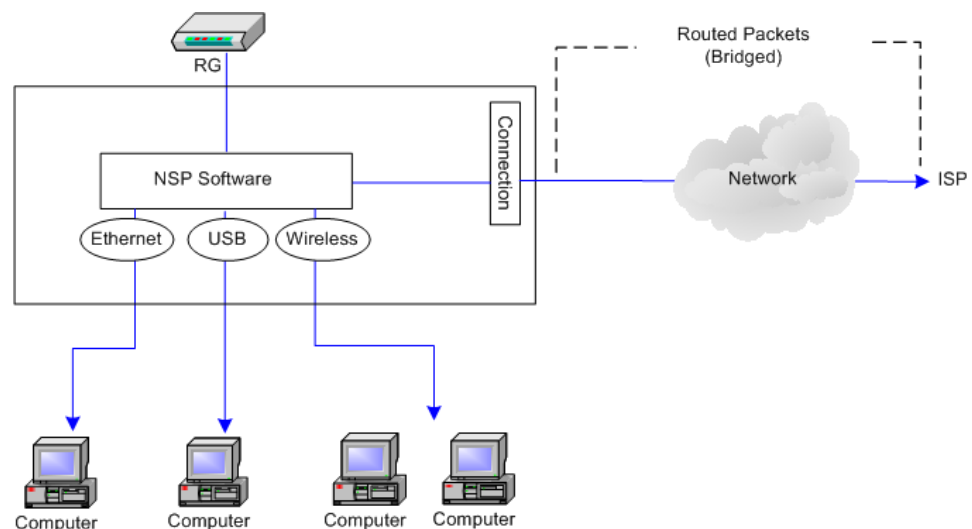 Routed Packets
(Bridged)
RG
Connection
NSP Software
Network
ISP
Ethernet
USB
Wireless
Computer
Computer
Computer
Computer